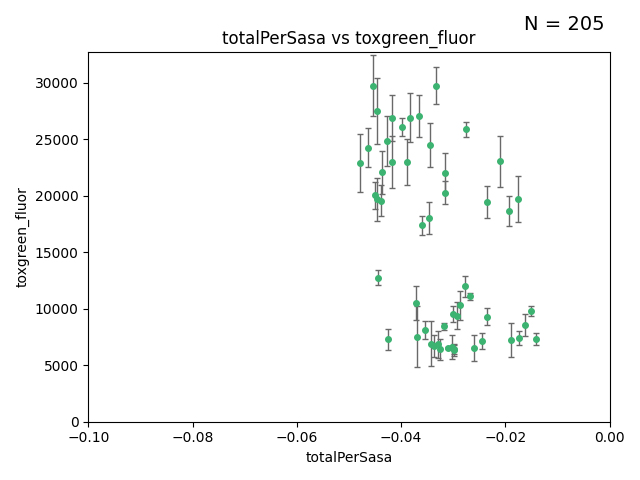 N = 205
totalPerSasa vs toxgreen_fluor
toxgreen_fluor
30000
25000
20000
15000
10000
5000
0
−0.10 −0.08 −0.06 −0.04 −0.02 0.00
totalPerSasa